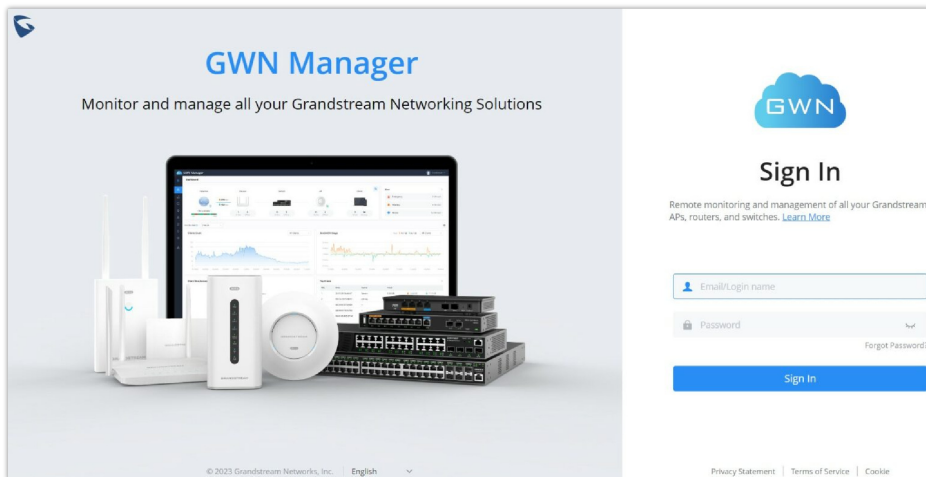 GWN Manager
Monitor and manage all your Grandstream Networking Solutions
© 2023 Grandstream Networks, Inc.
English
GWN
Sign In
Remote monitoring and management of all your Grandstream
APs, routers, and switches. Learn More
Email/Login name
Password
Forgot Password?
Sign In
Privacy Statement | Terms of Service | Cookie